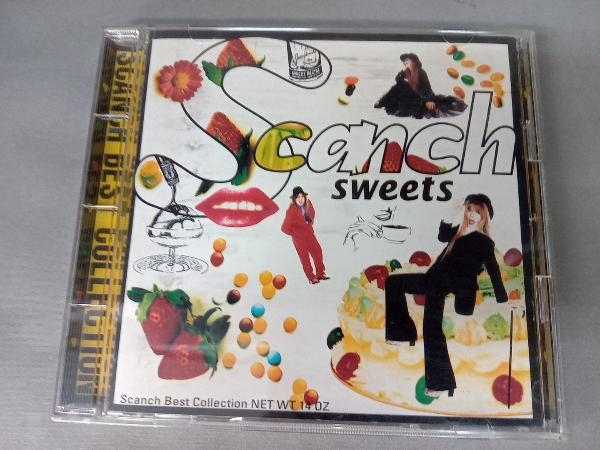 Scanch
sweets
SCANCH BEST COLLECTION
Scanch Best Collection NET WT 14 OZ